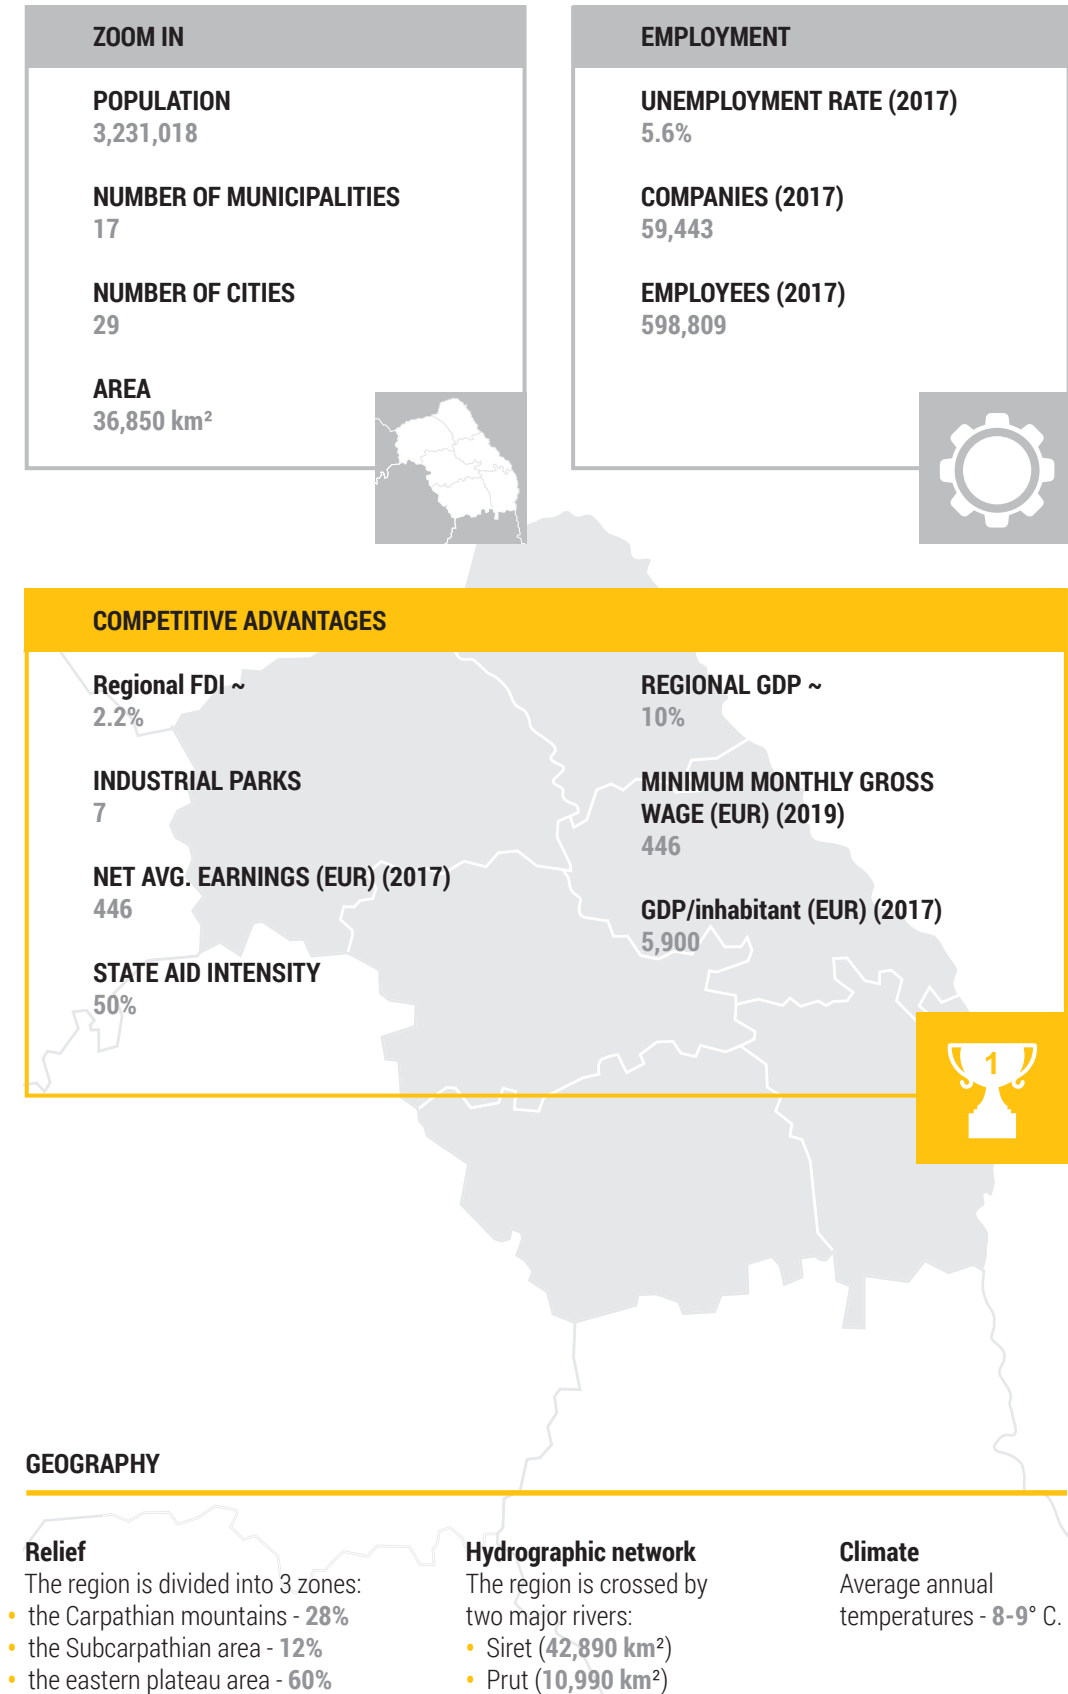 ZOOM IN
POPULATION
3,231,018
NUMBER OF MUNICIPALITIES
17
NUMBER OF CITIES
29
AREA
36,850 km²
EMPLOYMENT
UNEMPLOYMENT RATE (2017)
5.6%
COMPANIES (2017)
59,443
EMPLOYEES (2017)
598,809
COMPETITIVE ADVANTAGES
Regional FDI ~
2.2%
INDUSTRIAL PARKS
7
NET AVG. EARNINGS (EUR) (2017)
446
STATE AID INTENSITY
50%
REGIONAL GDP ~
10%
MINIMUM MONTHLY GROSS
WAGE (EUR) (2019)
446
GDP/inhabitant (EUR) (2017)
5,900
1
GEOGRAPHY
Relief
The region is divided into 3 zones:
• the Carpathian mountains - 28%
• the Subcarpathian area - 12%
• the eastern plateau area - 60%
Hydrographic network
The region is crossed by
two major rivers:
• Siret (42,890 km²)
• Prut (10,990 km²)
Climate
Average annual
temperatures - 8-9° C.